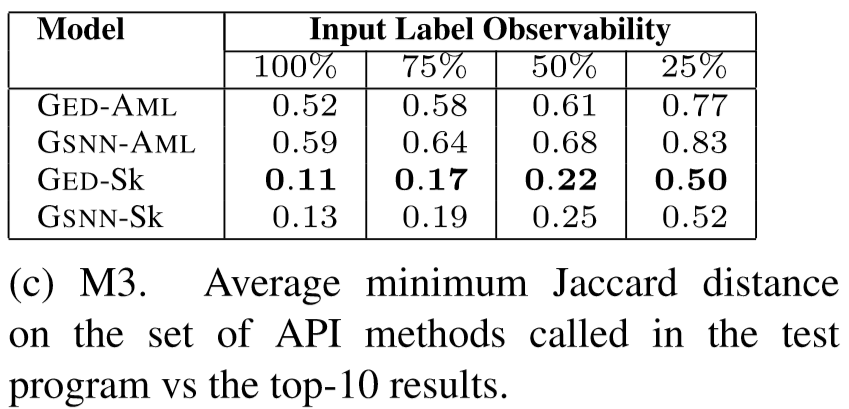 Model Input Label Observability
100% 75% 50% 25%
GED-AML 0.52 0.58 0.61 0.77
GSNN-AML 0.59 0.64 0.68 0.83
GED-Sk 0.11 0.17 0.22 0.50
GSNN-Sk 0.13 0.19 0.25 0.52
(c) M3. Average minimum Jaccard distance
on the set of API methods called in the test
program vs the top-10 results.